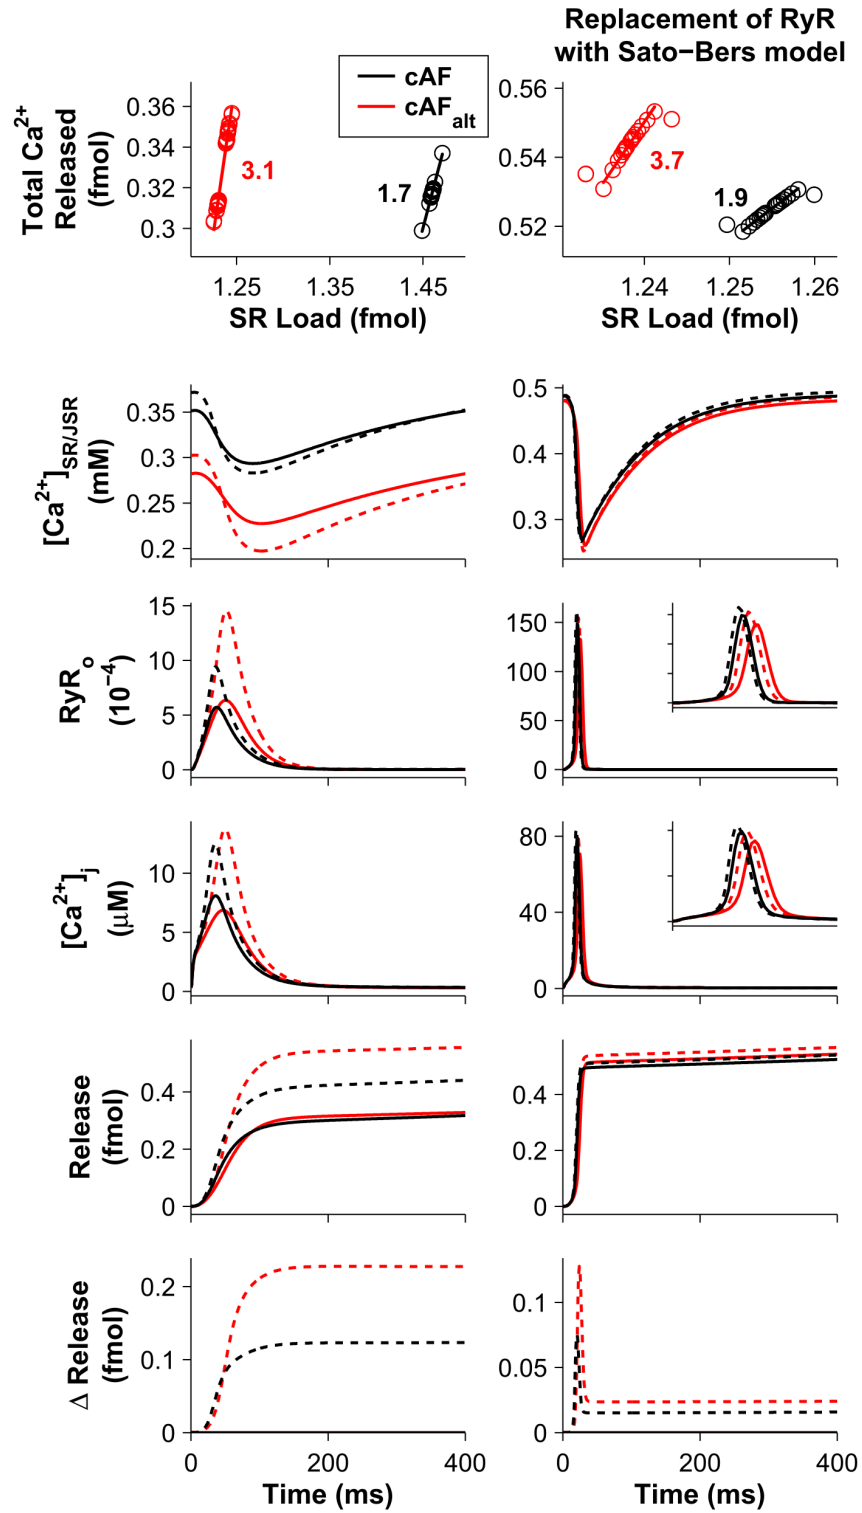 Replacement of RyR
with Sato−Bers model
cAF
cAFalt
Total Ca2+
Released
(fmol)
0.36
0.34
0.32
0.3
3.1
1.7
1.25
1.35
1.45
SR Load (fmol)
0.56
0.54
0.52
3.7
1.9
1.24
1.25
1.26
SR Load (fmol)
[Ca2+]SR/JSR
(mM)
0.35
0.3
0.25
0.2
0.5
0.4
0.3
RyRo
(10−4)
15
10
5
0
150
100
50
0
[Ca2+]j
(μM)
10
5
0
80
40
0
Release
(fmol)
0.4
0.2
0
0.4
0.2
0
Δ Release
(fmol)
0.2
0.1
0
0.1
0.05
0
0
200
400
Time (ms)
0
200
400
Time (ms)